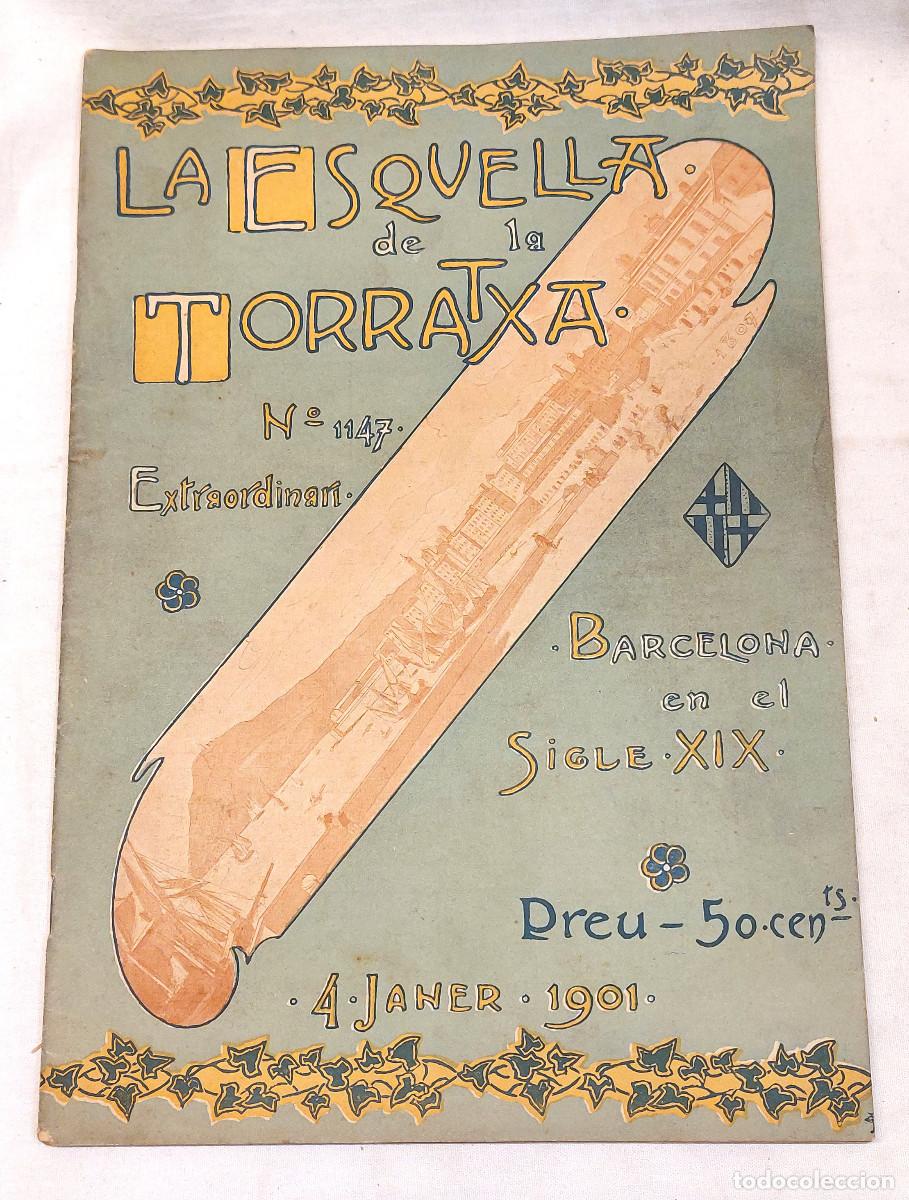 LA ESQUELLA
de la
TORRATXA
Nº 1147.
Extraordinari.
BARCELONA
en el
SIGLE XIX
Preu - 50 cents.
4 JANER 1901
todocoleccion